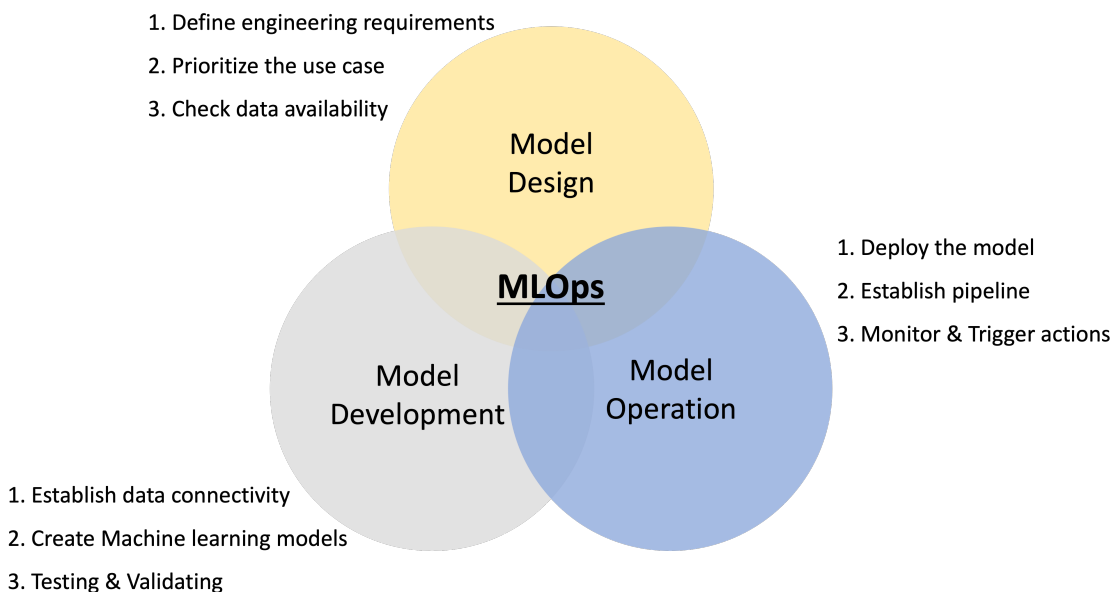 1. Define engineering requirements
2. Prioritize the use case
3. Check data availability
Model
Design
MLOps
1. Deploy the model
2. Establish pipeline
3. Monitor & Trigger actions
Model
Development
Model
Operation
1. Establish data connectivity
2. Create Machine learning models
3. Testing & Validating